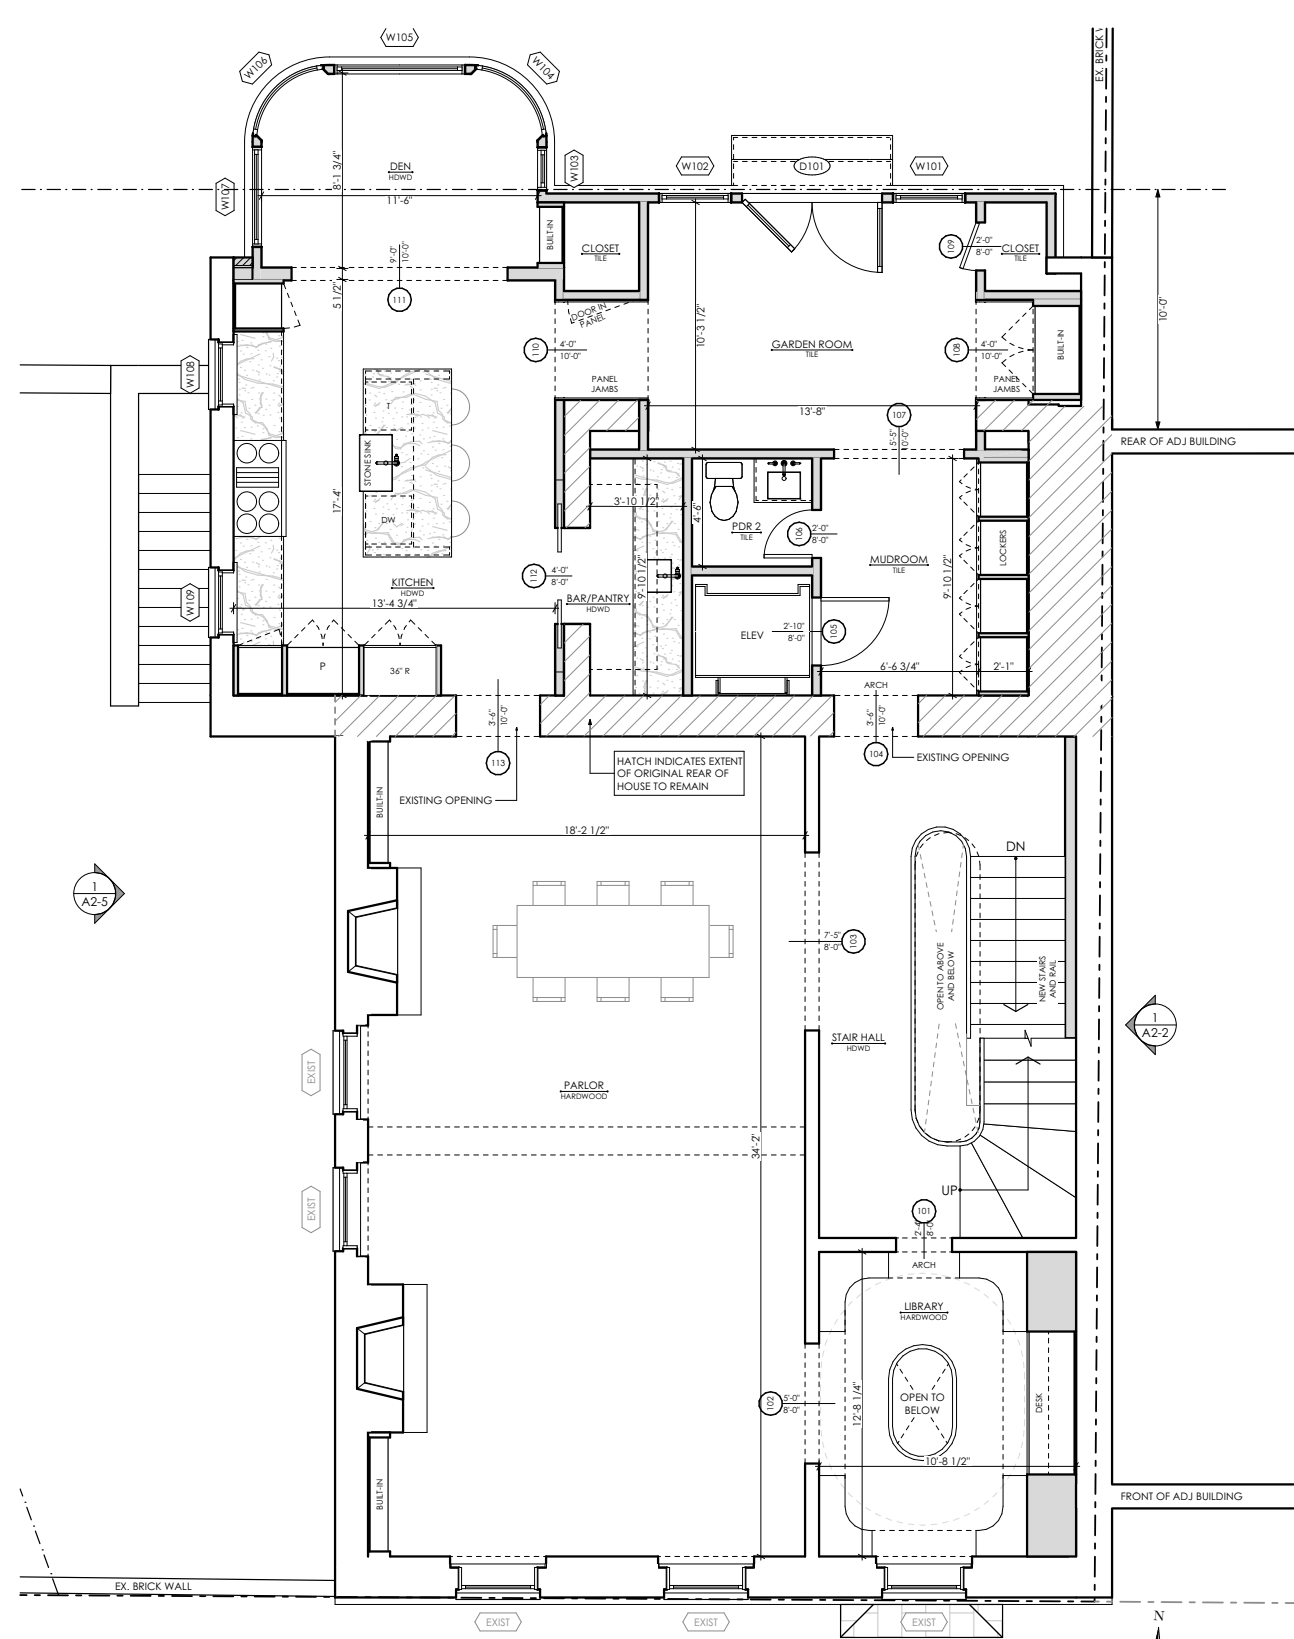 W105
W106
W104
EX. BRICK
W107
W103
W102
D101
W101
DEN
HDWD
8'-1 3/4"
11'-6"
BUILT-IN
CLOSET
TILE
109
2'-0"
8'-0"
CLOSET
TILE
9'-0"
10'-0"
111
5 1/2"
DOOR IN
PANEL
10'-3 1/2"
10'-0"
110
4'-0"
10'-0"
GARDEN ROOM
TILE
108
4'-0"
10'-0"
BUILT-IN
W108
PANEL
JAMBS
PANEL
JAMBS
T
13'-8"
107
5'-5"
10'-0"
REAR OF ADJ BUILDING
STONE SINK
17'-4"
DW
3'-10 1/2"
4'-6"
PDR 2
TILE
106
2'-0"
8'-0"
LOCKERS
MUDROOM
TILE
9'-10 1/2"
9'-10 1/2"
KITCHEN
HDWD
112
4'-0"
8'-0"
W109
13'-4 3/4"
BAR/PANTRY
HDWD
ELEV
2'-10"
8'-0"
105
P
36" R
6'-6 3/4"
2'-1"
ARCH
3'-6"
10'-0"
3'-6"
10'-0"
113
104
EXISTING OPENING
HATCH INDICATES EXTENT
OF ORIGINAL REAR OF
HOUSE TO REMAIN
BUILT-IN
EXISTING OPENING
18'-2 1/2"
DN
1
A2-5
7'-5"
8'-0"
103
OPEN TO ABOVE
AND BELOW
NEW STAIRS
AND RAIL
1
A2-2
STAIR HALL
HDWD
EXIST
PARLOR
HARDWOOD
34'-2"
EXIST
UP
101
2'-4"
8'-0"
ARCH
LIBRARY
HARDWOOD
102
5'-0"
8'-0"
12'-8 1/4"
OPEN TO
BELOW
DESK
10'-8 1/2"
BUILT-IN
FRONT OF ADJ BUILDING
EX. BRICK WALL
EXIST
EXIST
EXIST
N